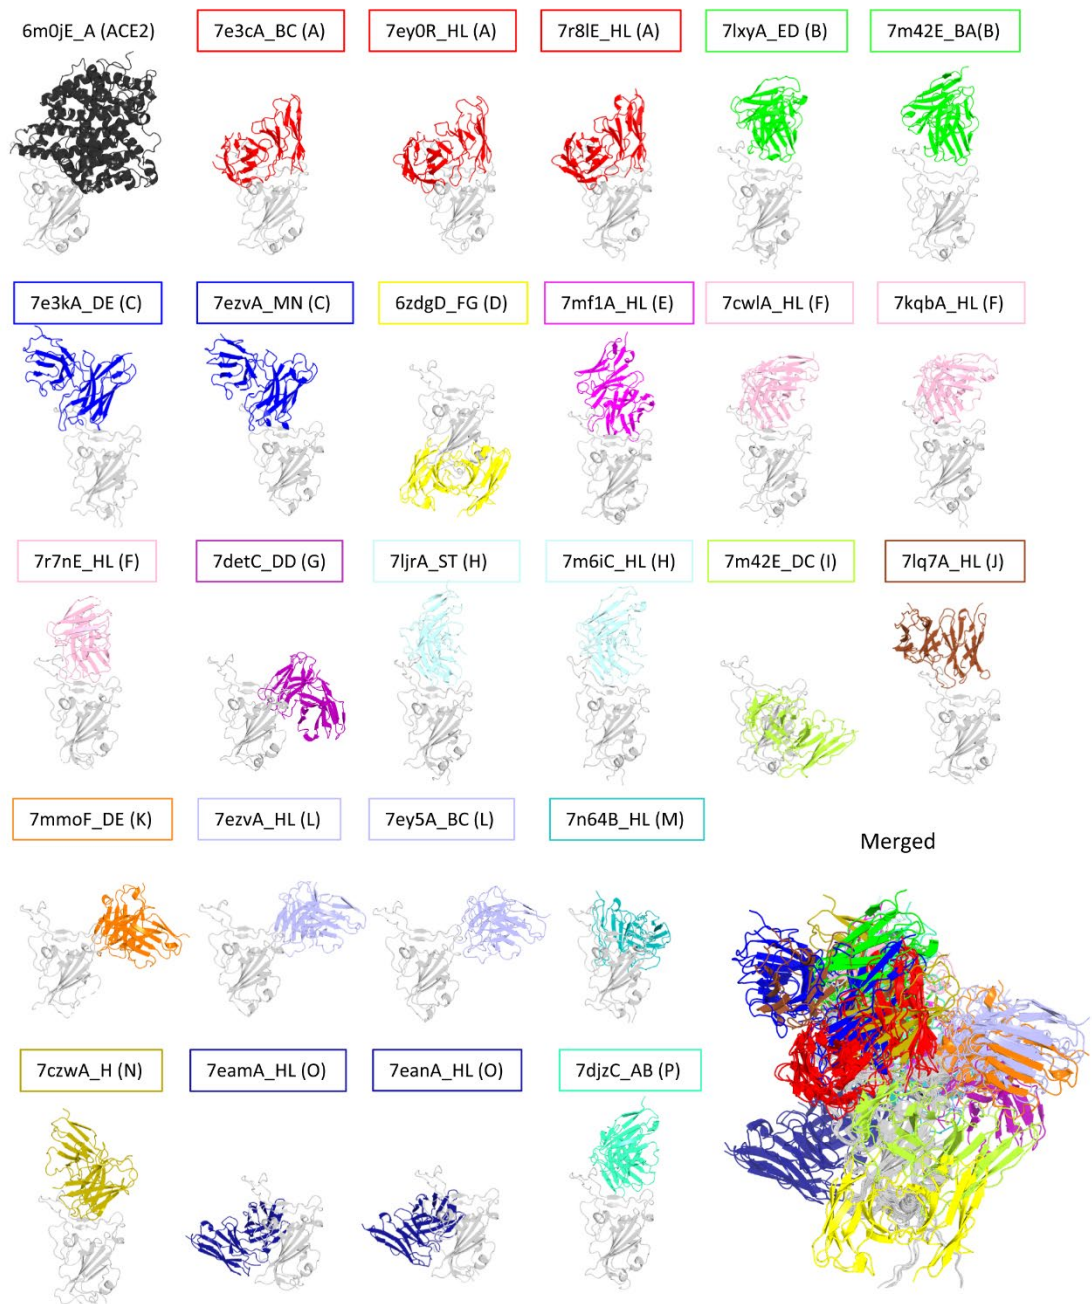 6m0jE_A (ACE2)
7e3cA_BC (A)
7ey0R_HL (A)
7r8lE_HL (A)
7lxyA_ED (B)
7m42E_BA(B)
7e3kA_DE (C)
7ezvA_MN (C)
6zdgD_FG (D)
7mf1A_HL (E)
7cwlA_HL (F)
7kqbA_HL (F)
7r7nE_HL (F)
7detC_DD (G)
7ljrA_ST (H)
7m6iC_HL (H)
7m42E_DC (I)
7lq7A_HL (J)
7mmoF_DE (K)
7ezvA_HL (L)
7ey5A_BC (L)
7n64B_HL (M)
Merged
7czwA_H (N)
7eamA_HL (O)
7eanA_HL (O)
7djzC_AB (P)